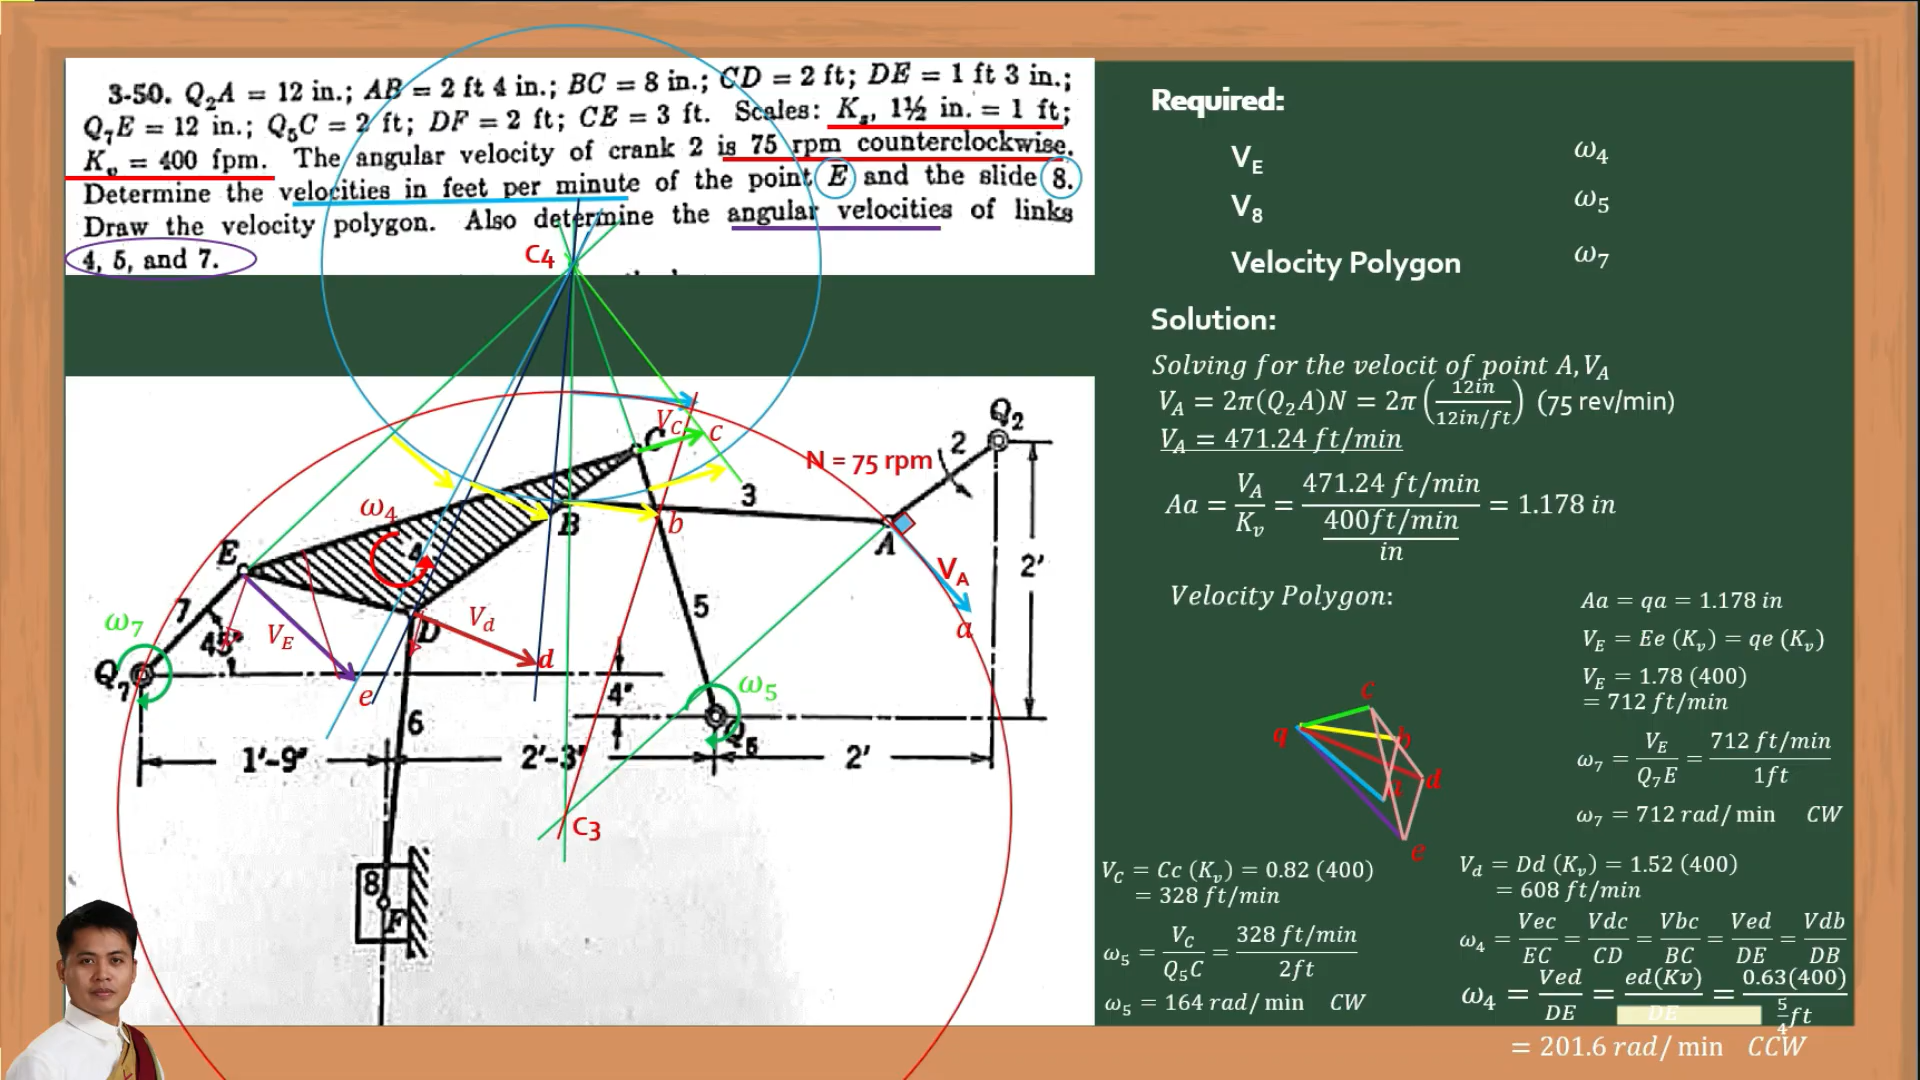 3-50. Q₂A = 12 in.; AB = 2 ft 4 in.; BC = 8 in.; CD = 2 ft; DE = 1 ft 3 in.;
Q₇E = 12 in.; Q₅C = 2 ft; DF = 2 ft; CE = 3 ft. Scales: Kₛ, 1½ in. = 1 ft;
Kᵥ = 400 fpm. The angular velocity of crank 2 is 75 rpm counterclockwise.
Determine the velocities in feet per minute of the point E and the slide 8.
Draw the velocity polygon. Also determine the angular velocities of links
4, 5, and 7.
C4
Q₂
2
N = 75 rpm
V_C
C
c
3
ω₄
B
b
A
4
E
2'
V_A
a
7
5
V_E
V_d
D
d
ω₇
45°
Q₇
e
4"
ω₅
Q₅
6
1'-9"
2'-3"
2'
C3
8
F
Required:
V_E
ω₄
V₈
ω₅
Velocity Polygon
ω₇
Solution:
Solving for the velocit of point A, V_A
V_A = 2π(Q₂A)N = 2π (12in / 12in/ft) (75 rev/min)
V_A = 471.24 ft/min
Aa = V_A / K_v = 471.24 ft/min / (400ft/min / in) = 1.178 in
Velocity Polygon:
Aa = qa = 1.178 in
V_E = Ee (K_v) = qe (K_v)
V_E = 1.78 (400)
= 712 ft/min
ω₇ = V_E / Q₇E = 712 ft/min / 1ft
ω₇ = 712 rad/min CW
c
q
b
d
a
e
V_C = Cc (K_v) = 0.82 (400)
= 328 ft/min
ω₅ = V_C / Q₅C = 328 ft/min / 2ft
ω₅ = 164 rad/min CW
V_d = Dd (K_v) = 1.52 (400)
= 608 ft/min
ω₄ = Vec / EC = Vdc / CD = Vbc / BC = Ved / DE = Vdb / DB
ω₄ = Ved / DE = ed(Kv) / DE = 0.63(400) / (5/4 ft)
= 201.6 rad/min CCW